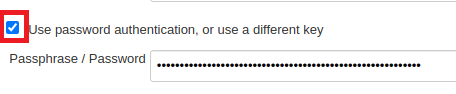 Use password authentication, or use a different key
Passphrase / Password